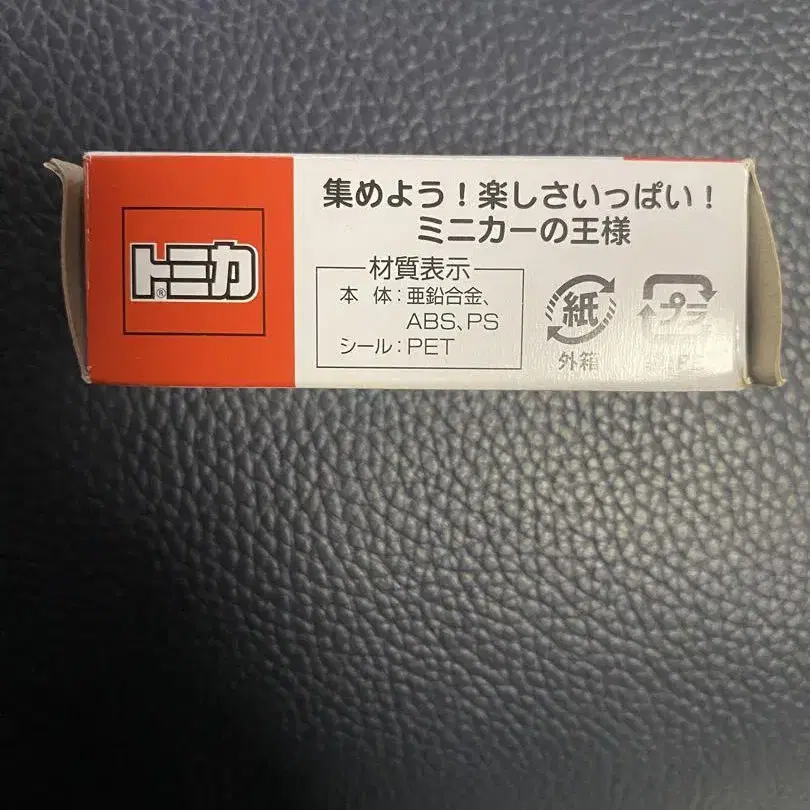 トミカ®
集めよう！楽しさいっぱい！
ミニカーの王様
材質表示
本 体：亜鉛合金、
ABS、PS
シール：PET
紙
外箱
プラ